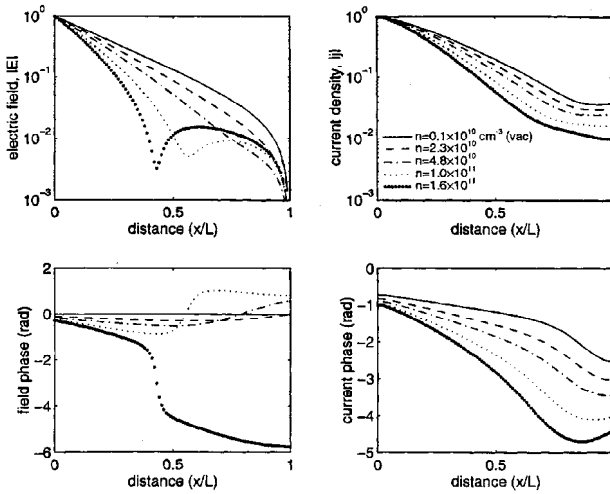 electric field, |E|
10^0
10^-1
10^-2
10^-3
0 0.5 1
distance (x/L)
current density, |j|
10^0
10^-1
10^-2
10^-3
n=0.1×10^10 cm^-3 (vac)
n=2.3×10^10
n=4.8×10^10
n=1.0×10^11
n=1.6×10^11
0 0.5
distance (x/L)
field phase (rad)
2
0
-2
-4
-6
0 0.5 1
distance (x/L)
current phase (rad)
0
-1
-2
-3
-4
-5
0 0.5
distance (x/L)